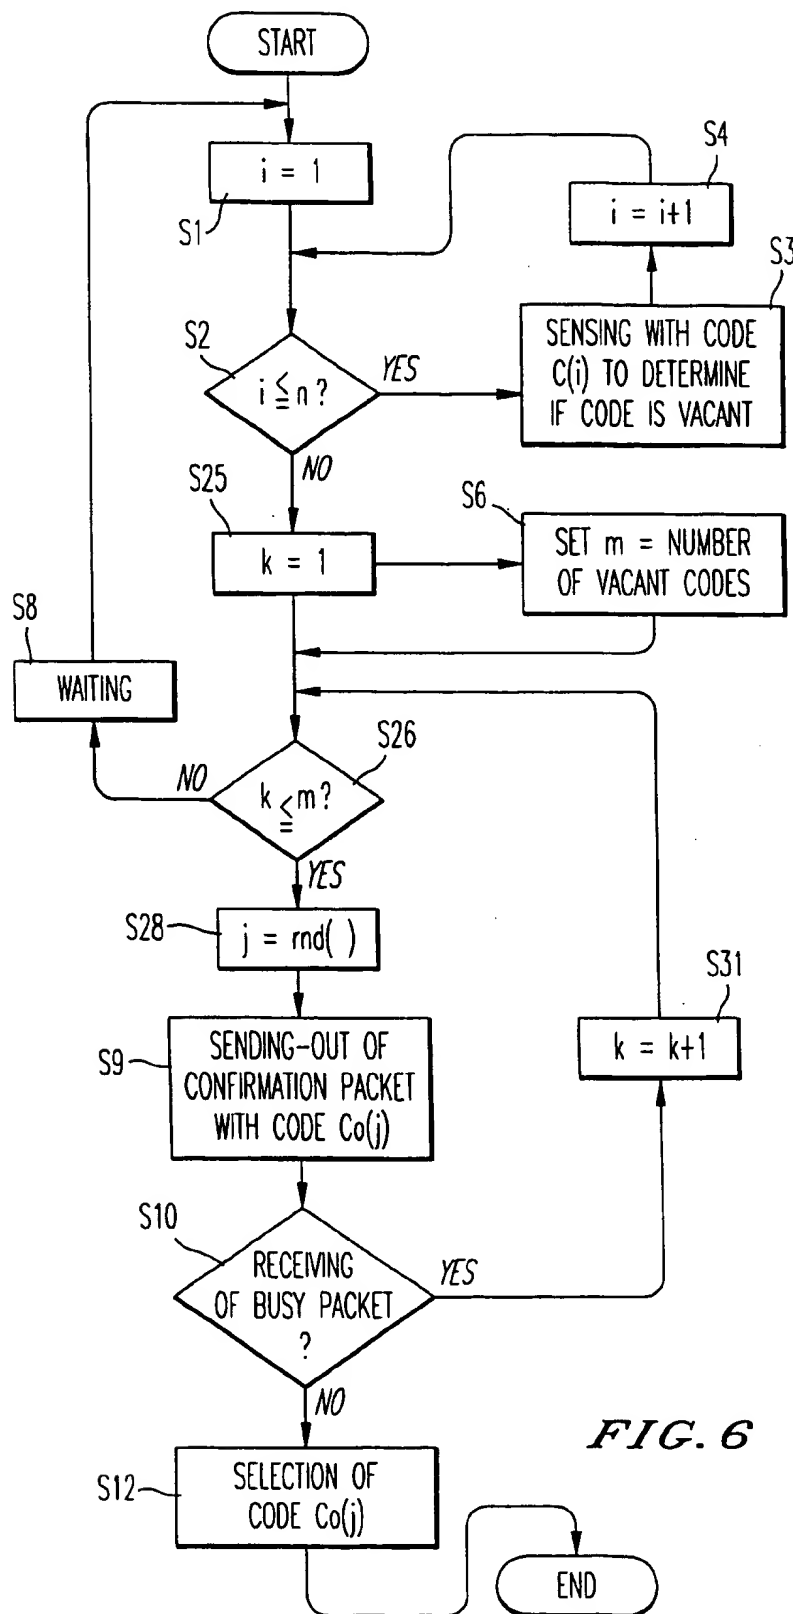 START
i = 1
S1
S4
i = i+1
S3
SENSING WITH CODE
C(i) TO DETERMINE
IF CODE IS VACANT
S2
i ≦ n?
YES
NO
S25
k = 1
S6
SET m = NUMBER
OF VACANT CODES
S8
WAITING
S26
k ≦ m?
NO
YES
S28
j = rnd( )
S31
k = k+1
S9
SENDING-OUT OF
CONFIRMATION PACKET
WITH CODE Co(j)
S10
RECEIVING
OF BUSY PACKET
?
YES
NO
FIG. 6
S12
SELECTION OF
CODE Co(j)
END